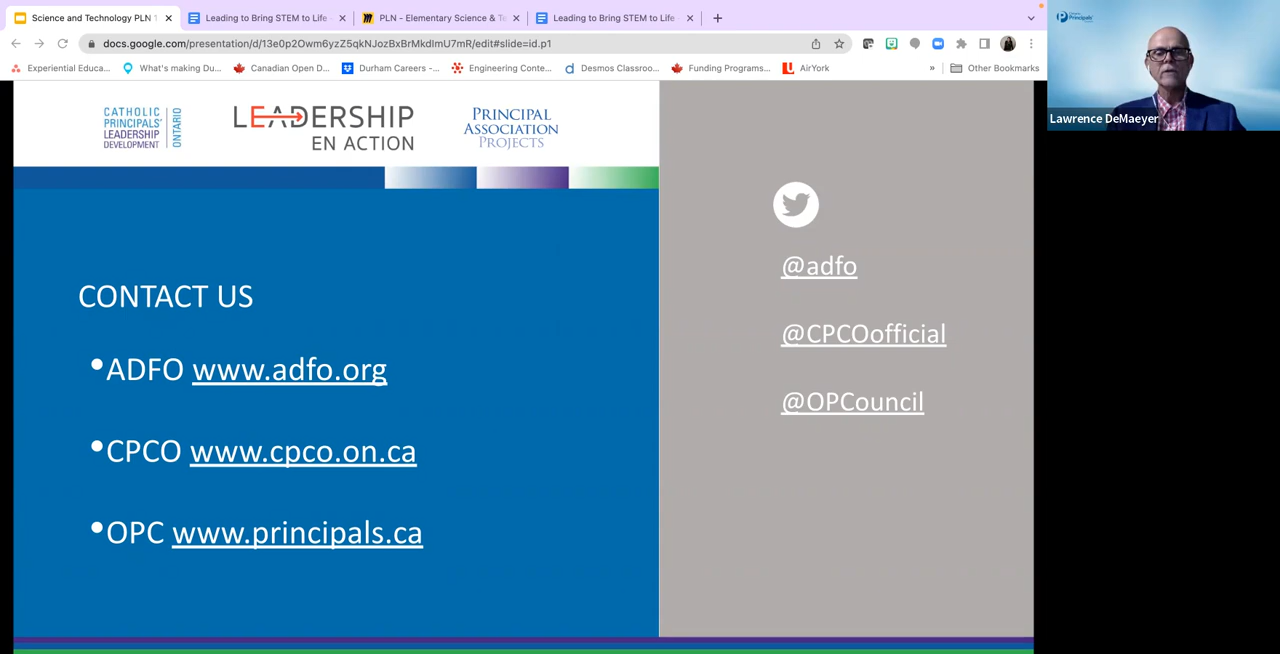 Science and Technology PLN 1
Leading to Bring STEM to Life -
PLN - Elementary Science & Te
Leading to Bring STEM to Life -
docs.google.com/presentation/d/13e0p2Owm6yzZ5qkNJozBxBrMkdlmU7mR/edit#slide=id.p1
Experiential Educa...
What's making Du...
Canadian Open D...
Durham Careers –...
Engineering Conte...
Desmos Classroo...
Funding Programs...
AirYork
»
Other Bookmarks
CATHOLIC
PRINCIPALS'
LEADERSHIP
DEVELOPMENT
ONTARIO
LEADERSHIP
EN ACTION
PRINCIPAL
ASSOCIATION
PROJECTS
CONTACT US
•ADFO www.adfo.org
•CPCO www.cpco.on.ca
•OPC www.principals.ca
@adfo
@CPCOofficial
@OPCouncil
Principals'
Lawrence DeMaeyer